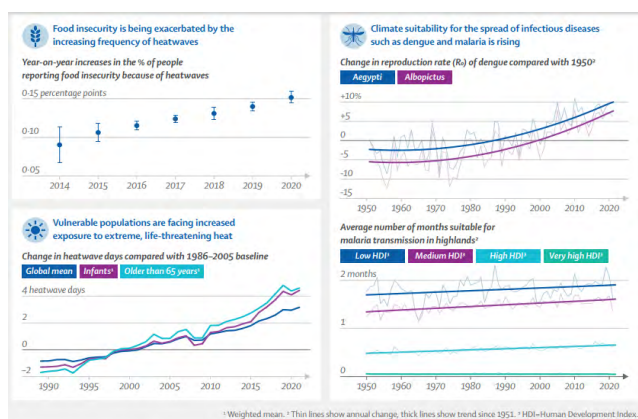 Food insecurity is being exacerbated by the
increasing frequency of heatwaves
Year-on-year increases in the % of people
reporting food insecurity because of heatwaves
0·15 percentage points
0·10
0·05
2014 2015 2016 2017 2018 2019 2020
Vulnerable populations are facing increased
exposure to extreme, life-threatening heat
Change in heatwave days compared with 1986–2005 baseline
Global mean Infants¹ Older than 65 years¹
4 heatwave days
2
0
–2
1990 1995 2000 2005 2010 2015 2020
Climate suitability for the spread of infectious diseases
such as dengue and malaria is rising
Change in reproduction rate (R₀) of dengue compared with 1950²
Aegypti Albopictus
+10%
+5
0
-5
-10
-15
1950 1960 1970 1980 1990 2000 2010 2020
Average number of months suitable for
malaria transmission in highlands²
Low HDI³ Medium HDI³ High HDI³ Very high HDI³
2 months
1
0
1950 1960 1970 1980 1990 2000 2010 2020
¹ Weighted mean. ² Thin lines show annual change, thick lines show trend since 1951. ³ HDI=Human Development Index.